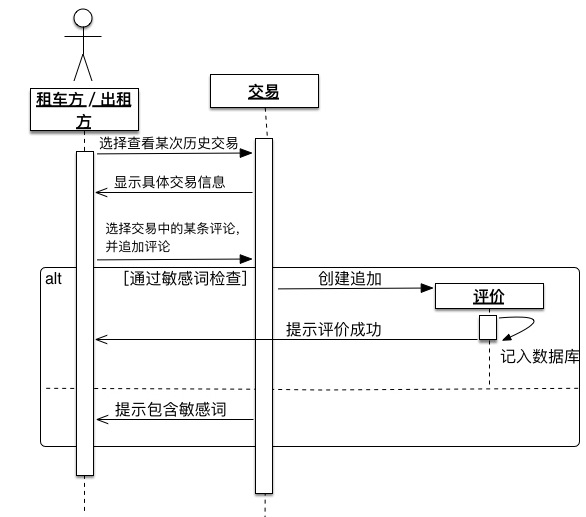 租车方 / 出租
方
交易
选择查看某次历史交易
显示具体交易信息
选择交易中的某条评论，
并追加评论
alt
[通过敏感词检查]
创建追加
评价
提示评价成功
记入数据库
提示包含敏感词